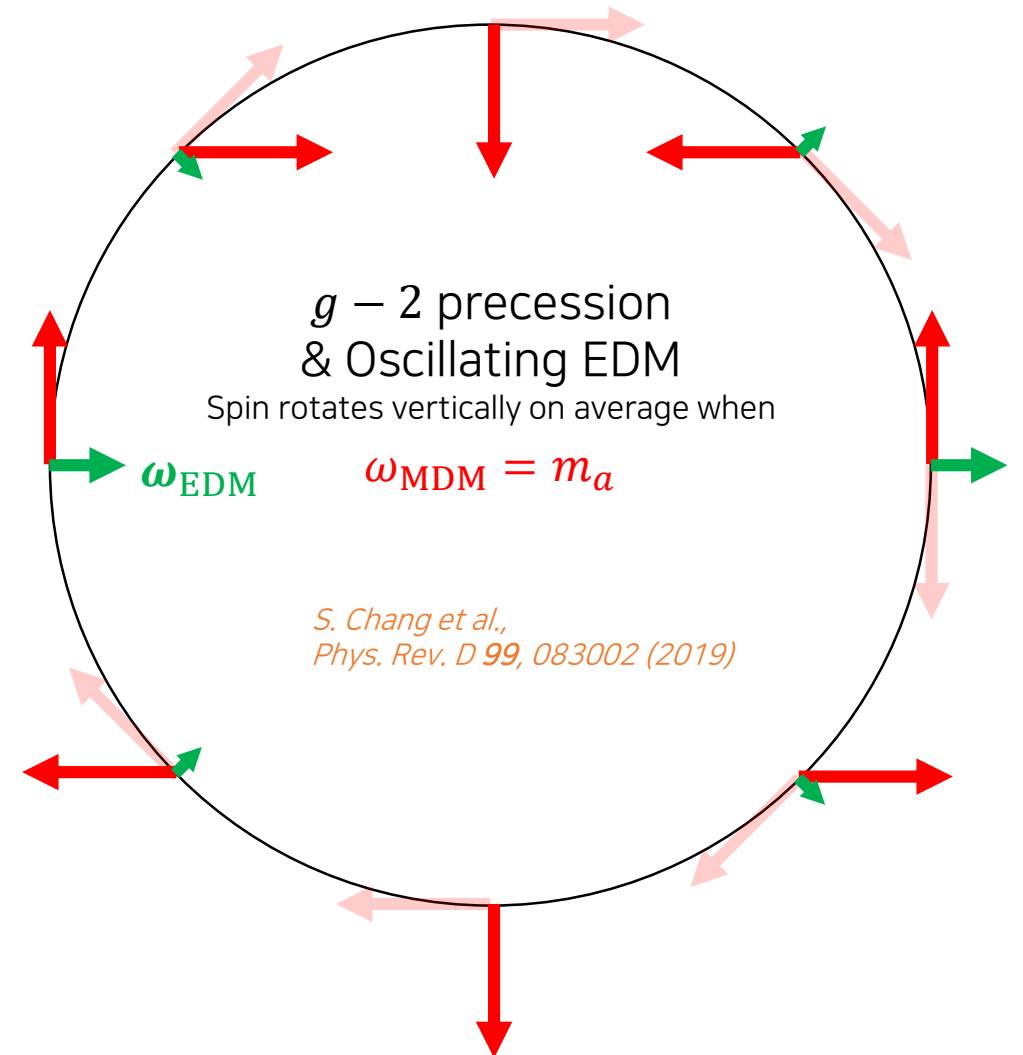 g − 2 precession
& Oscillating EDM
Spin rotates vertically on average when
ω_EDM ω_MDM = m_a
S. Chang et al.,
Phys. Rev. D 99, 083002 (2019)